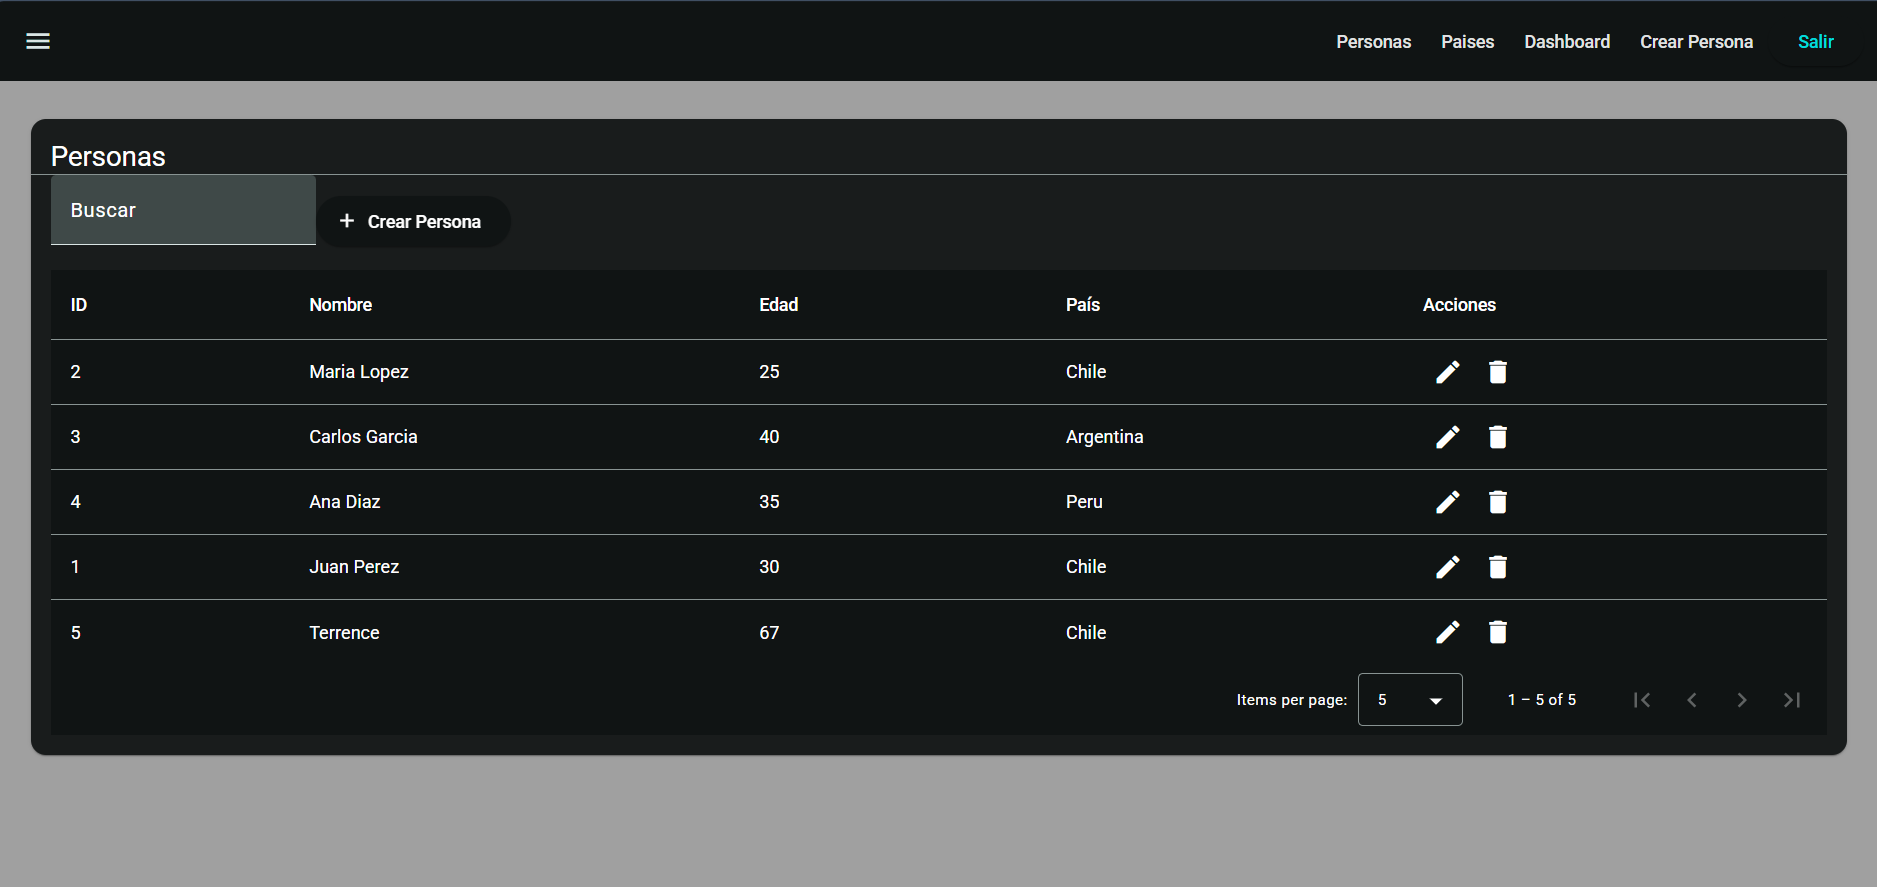 Personas Paises Dashboard Crear Persona Salir
Personas
Buscar
Crear Persona
ID Nombre Edad País Acciones
2 Maria Lopez 25 Chile
3 Carlos Garcia 40 Argentina
4 Ana Diaz 35 Peru
1 Juan Perez 30 Chile
5 Terrence 67 Chile
Items per page: 5 1 – 5 of 5